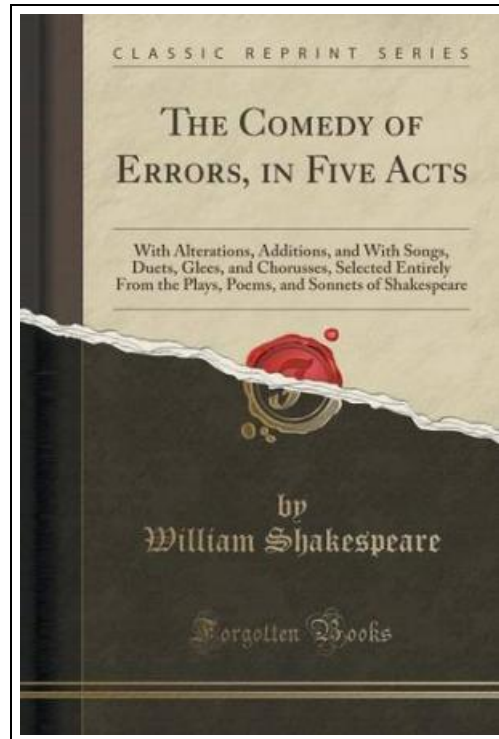 CLASSIC REPRINT SERIES
THE COMEDY OF
ERRORS, IN FIVE ACTS
With Alterations, Additions, and With Songs,
Duets, Glees, and Chorusses, Selected Entirely
From the Plays, Poems, and Sonnets of Shakespeare
by
William Shakespeare
Forgotten Books